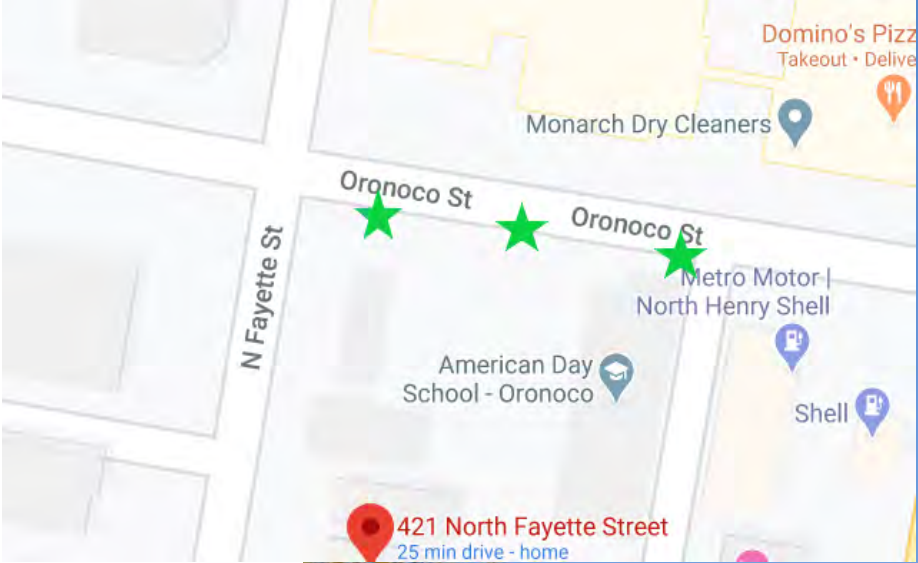 Domino's Pizz
Takeout • Delive
Monarch Dry Cleaners
Oronoco St
Oronoco St
N Fayette St
Metro Motor |
North Henry Shell
American Day
School - Oronoco
Shell
421 North Fayette Street
25 min drive - home